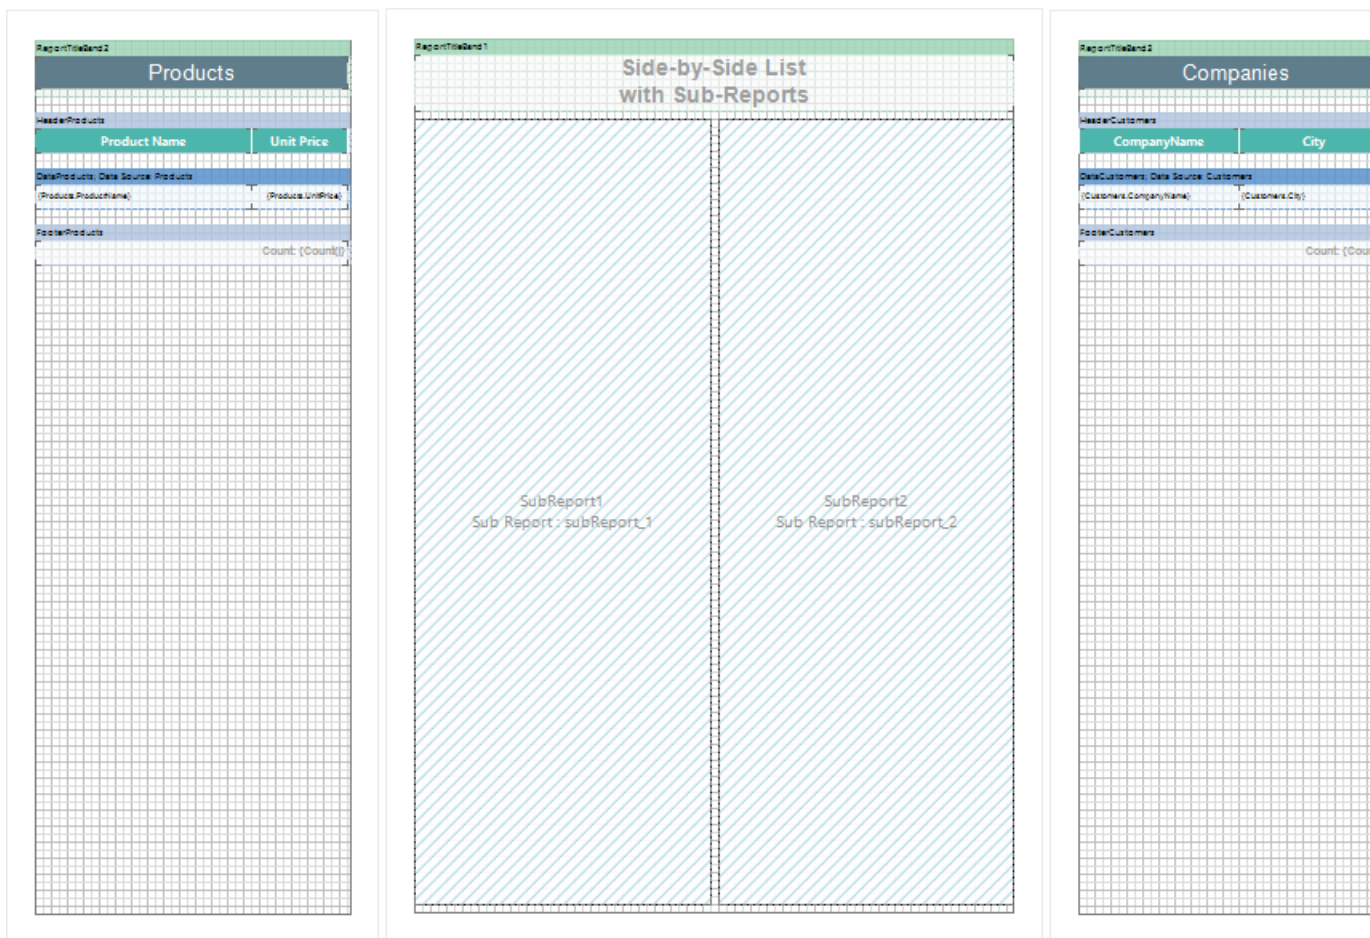 ReportTitleBand2
Products
HeaderProducts
Product Name
Unit Price
DataProducts; Data Source: Products
{Products.ProductName}
{Products.UnitPrice}
FooterProducts
Count: {Count()}
ReportTitleBand1
Side-by-Side List
with Sub-Reports
SubReport1
Sub Report : subReport_1
SubReport2
Sub Report : subReport_2
ReportTitleBand3
Companies
HeaderCustomers
CompanyName
City
DataCustomers; Data Source: Customers
{Customers.CompanyName}
{Customers.City}
FooterCustomers
Count: {Cou